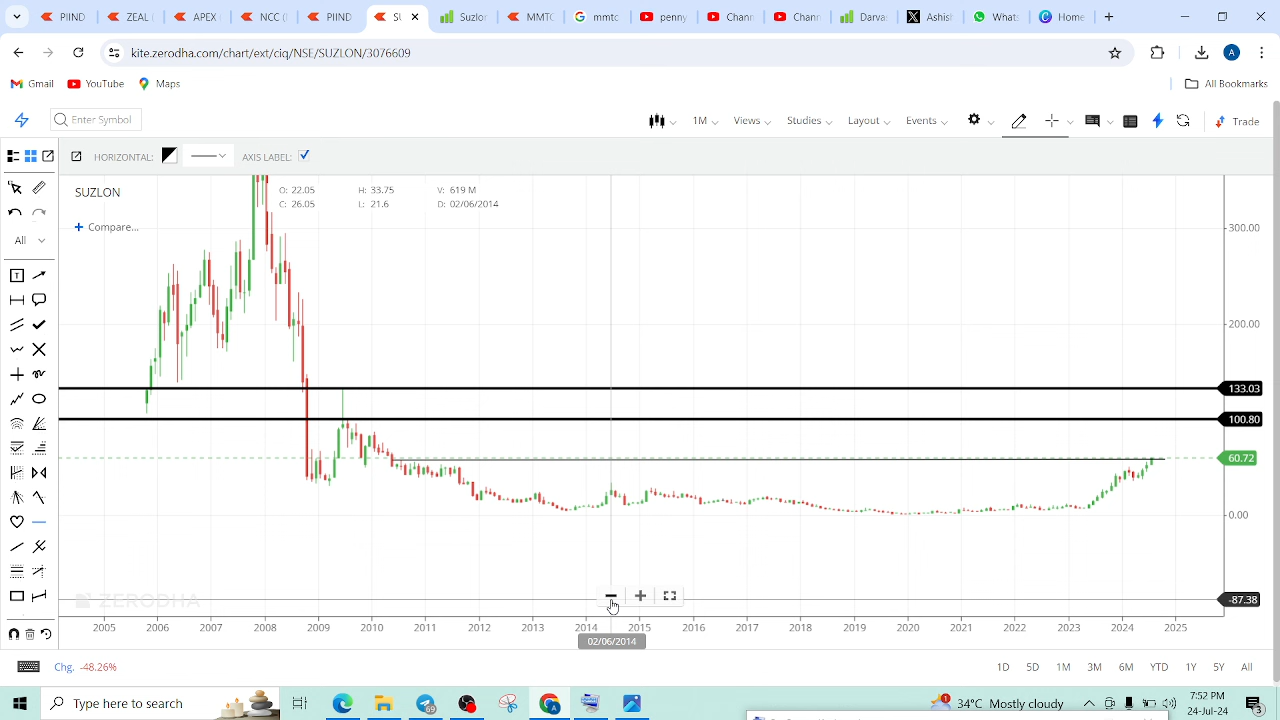 PIND
ZENT
PDS
SU
Suzlo
MMTC
mmtc
penny
Chan
Chan
Darva
Ashis
What
Home
kite.zerodha.com/chart/ext/ciq/NSE/SUZLON/3076609
A
Gmail YouTube Maps All Bookmarks
Enter Symbol 1M Views Studies Layout Events Trade
HORIZONTAL: AXIS LABEL:
SUZLON O: 22.05 H: 33.75 V: 619 M
C: 26.05 L: 21.6 D: 02/06/2014
Compare...
All
300.00
200.00
133.03
100.80
60.72
0.00
-87.38
ZERODHA
2005 2006 2007 2008 2009 2010 2011 2012 2013 2014 2015 2016 2017 2018 2019 2020 2021 2022 2023 2024 2025
02/06/2014
Chg. -48.26% 1D 5D 1M 3M 6M YTD 1Y 5Y All
Type here to search 34°C Mostly cloudy 7:52 PM
24-Jul-24